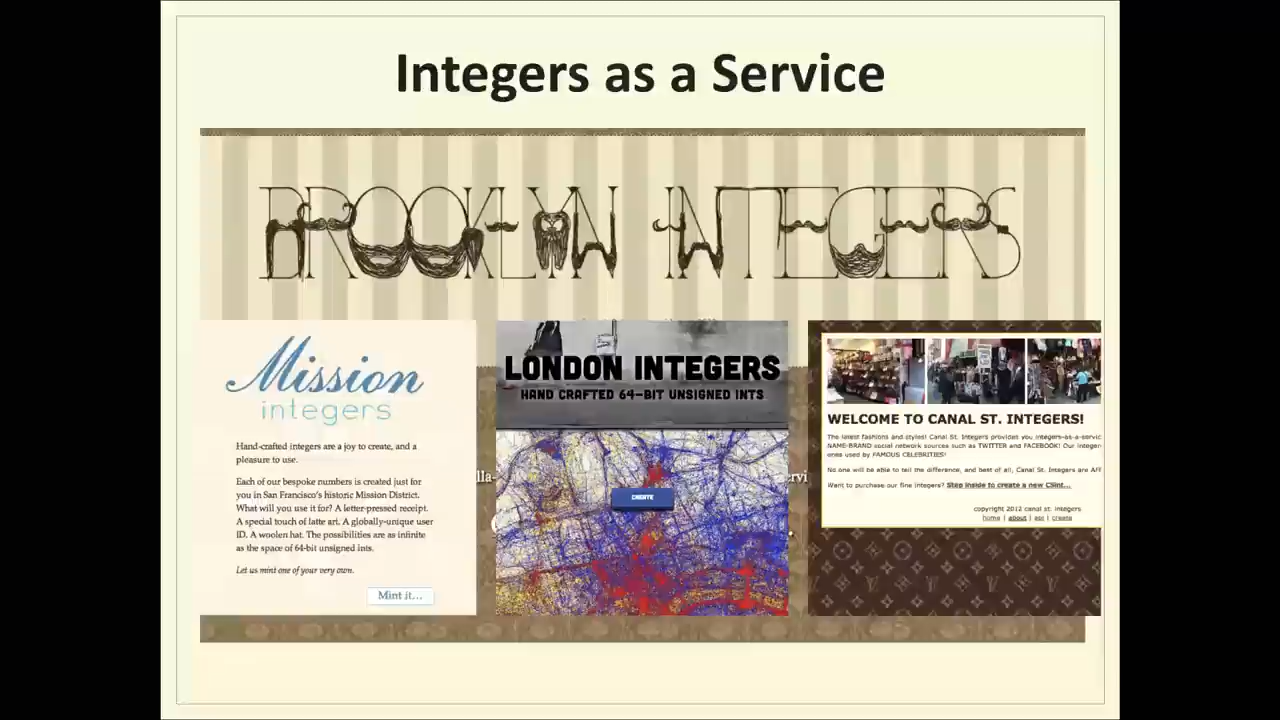 Integers as a Service
BROOKLYN INTEGERS
Mission
integers
Hand-crafted integers are a joy to create, and a
pleasure to use.
Each of our bespoke numbers is created just for
you in San Francisco's historic Mission District.
What will you use it for? A letter-pressed receipt.
A special touch of latte art. A globally-unique user
ID. A woolen hat. The possibilities are as infinite
as the space of 64-bit unsigned ints.
Let us mint one of your very own.
Mint it...
LONDON INTEGERS
HAND CRAFTED 64-BIT UNSIGNED INTS
CREATE
WELCOME TO CANAL ST. INTEGERS!
The latest fashions and styles! Canal St. Integers provides you integers-as-a-servic
NAME-BRAND social network sources such as TWITTER and FACEBOOK! Our integer
ones used by FAMOUS CELEBRITIES!
No one will be able to tell the difference, and best of all, Canal St. Integers are AFF
Want to purchase our fine integers? Step inside to create a new CSInt...
copyright 2012 canal st. integers
home | about | api | create
lla-
ervi